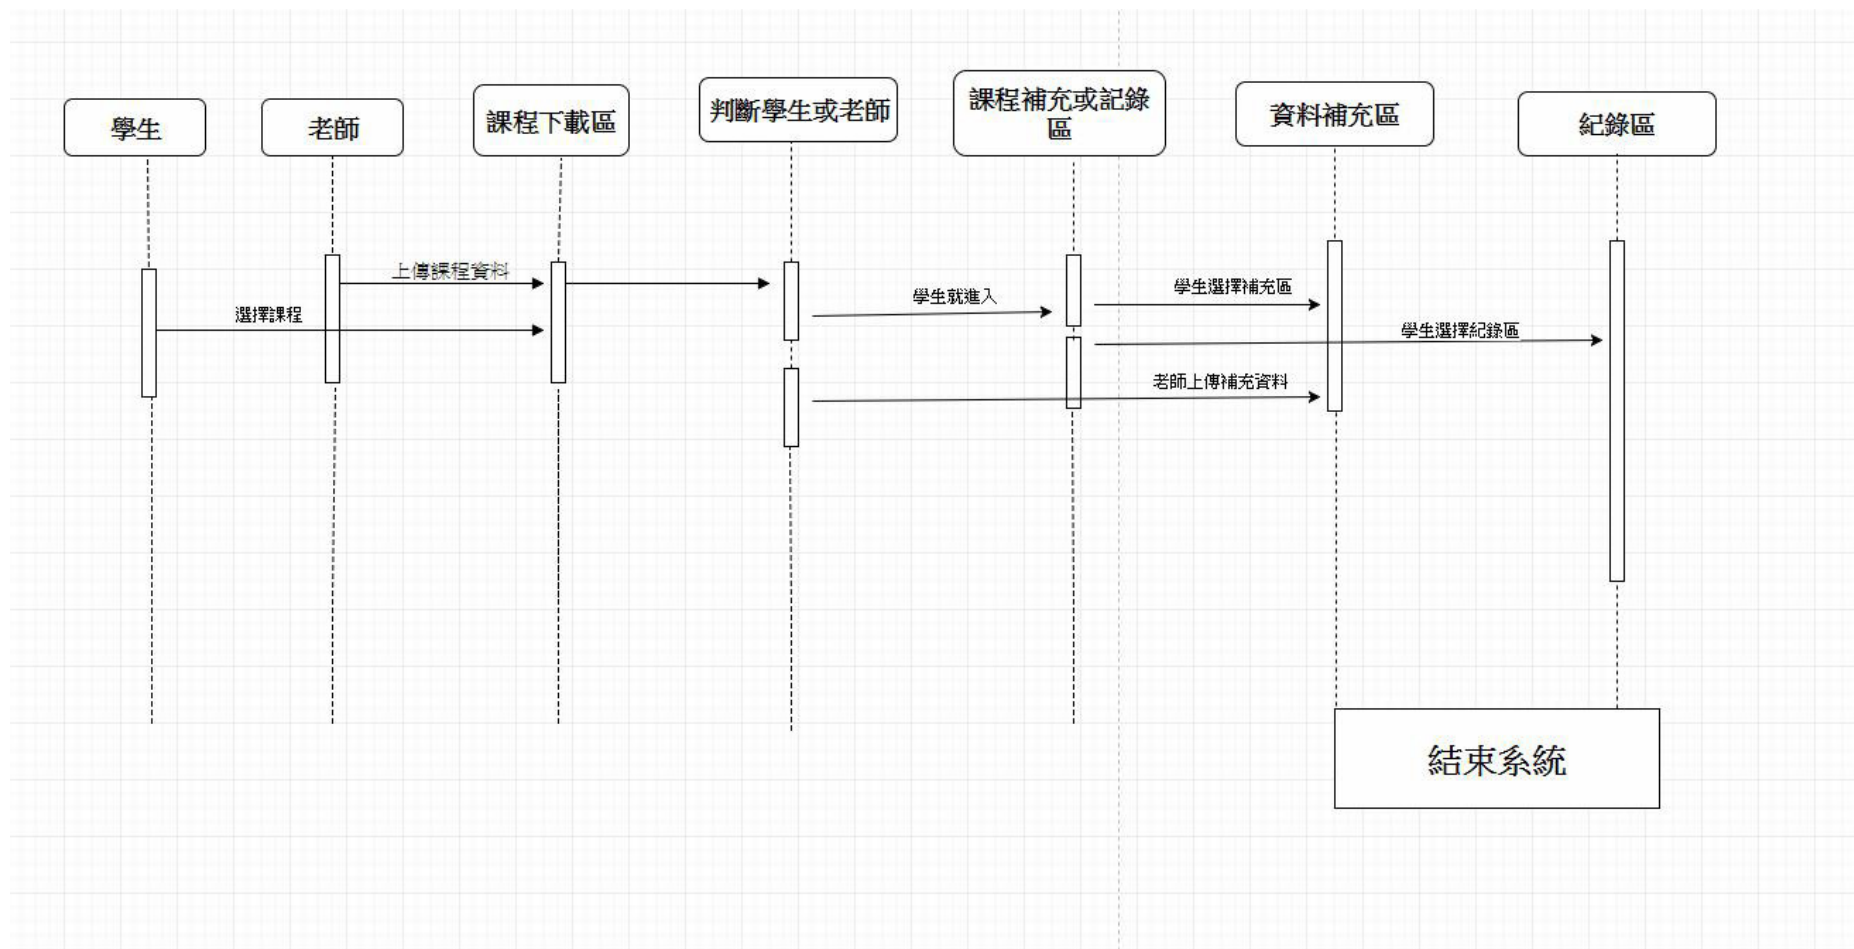 學生
老師
課程下載區
判斷學生或老師
課程補充或記錄
區
資料補充區
紀錄區
上傳課程資料
選擇課程
學生就進入
學生選擇補充區
學生選擇紀錄區
老師上傳補充資料
結束系統